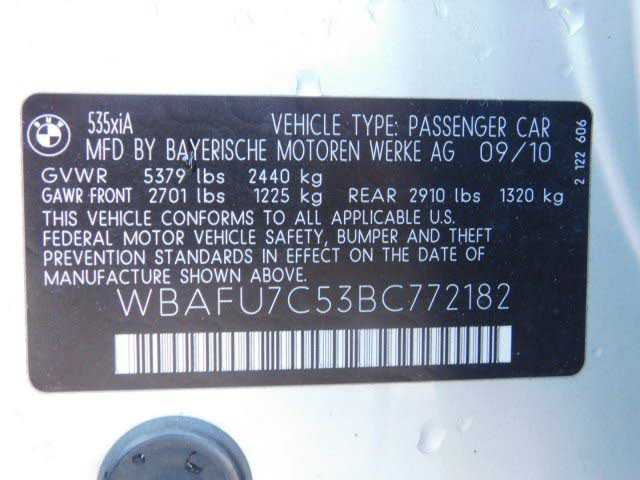 BMW
535xiA VEHICLE TYPE: PASSENGER CAR
MFD BY BAYERISCHE MOTOREN WERKE AG 09/10
GVWR 5379 lbs 2440 kg
GAWR FRONT 2701 lbs 1225 kg REAR 2910 lbs 1320 kg
THIS VEHICLE CONFORMS TO ALL APPLICABLE U.S.
FEDERAL MOTOR VEHICLE SAFETY, BUMPER AND THEFT
PREVENTION STANDARDS IN EFFECT ON THE DATE OF
MANUFACTURE SHOWN ABOVE.
WBAFU7C53BC772182
2 122 606